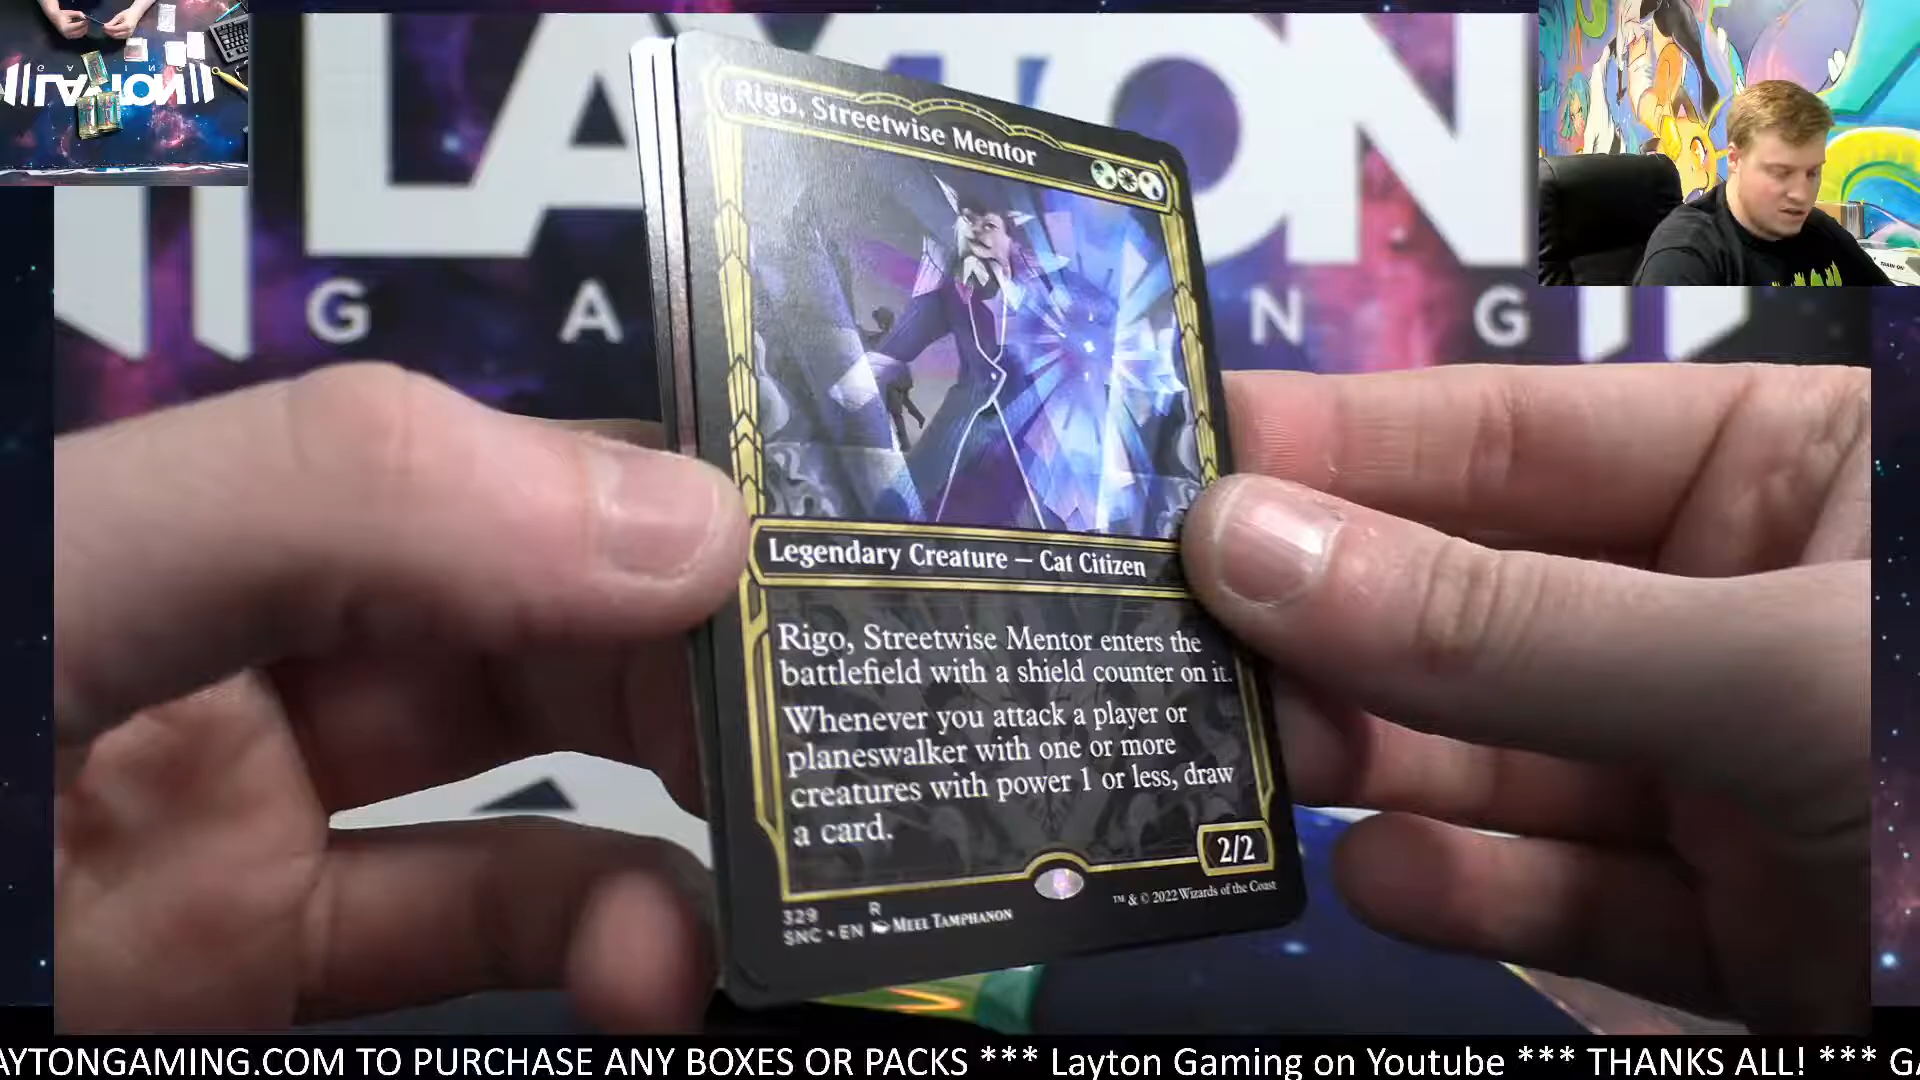 LAYTON
GAMING
Rigo, Streetwise Mentor
Legendary Creature — Cat Citizen
Rigo, Streetwise Mentor enters the
battlefield with a shield counter on it.
Whenever you attack a player or
planeswalker with one or more
creatures with power 1 or less, draw
a card.
2/2
329 R
SNC • EN MEEL TAMPHANON
™ & © 2022 Wizards of the Coast
AYTONGAMING.COM TO PURCHASE ANY BOXES OR PACKS *** Layton Gaming on Youtube *** THANKS ALL! *** GA